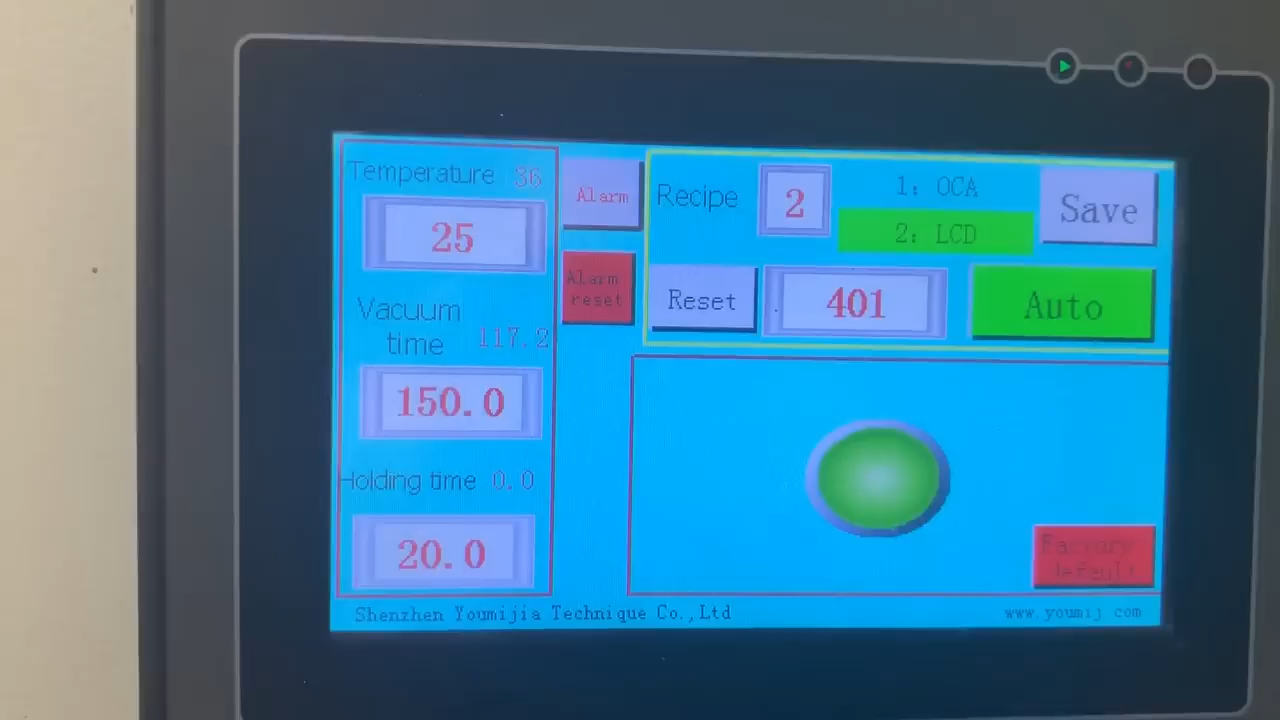 Temperature 36
25
Vacuum
time 117.2
150.0
Holding time 0.0
20.0
Alarm
Alarm
reset
Recipe 2
1: OCA
2: LCD
Save
Reset 401 Auto
Factory
default
Shenzhen Youmijia Technique Co.,Ltd
www.youmij.com